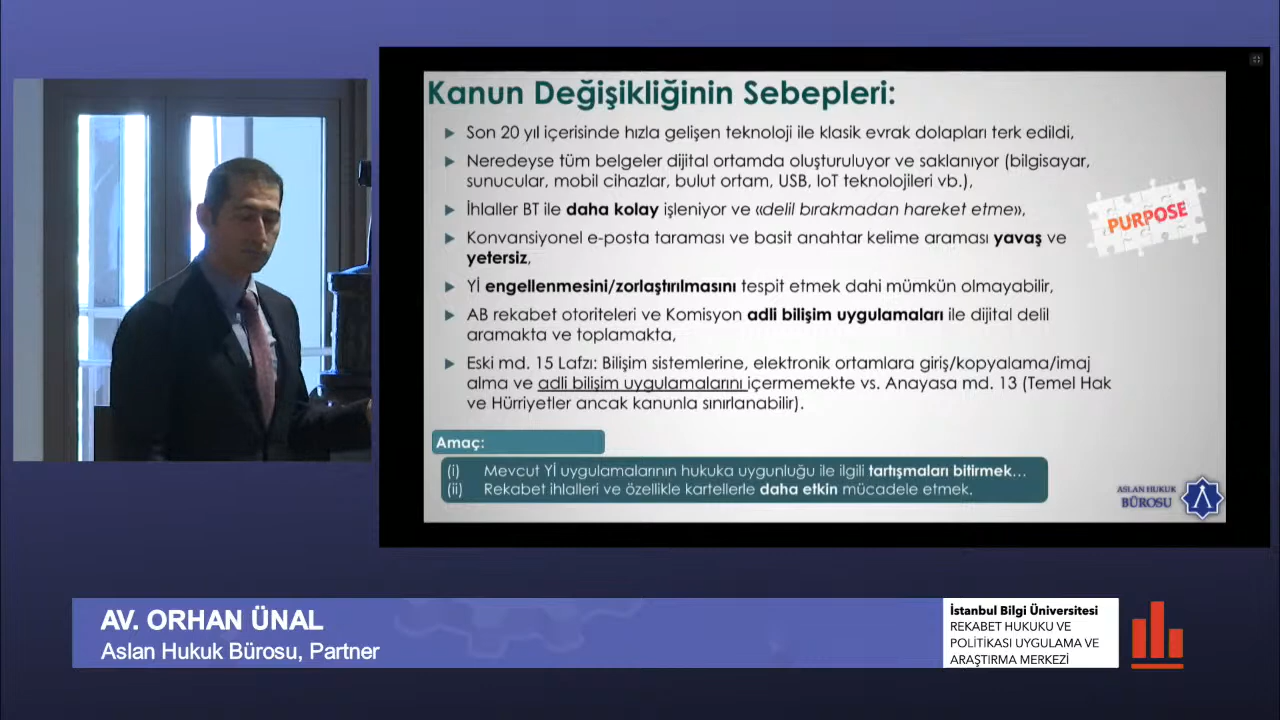 Kanun Değişikliğinin Sebepleri:
Son 20 yıl içerisinde hızla gelişen teknoloji ile klasik evrak dolapları terk edildi,
Neredeyse tüm belgeler dijital ortamda oluşturuluyor ve saklanıyor (bilgisayar,
sunucular, mobil cihazlar, bulut ortam, USB, IoT teknolojileri vb.),
İhlaller BT ile daha kolay işleniyor ve «delil bırakmadan hareket etme»,
Konvansiyonel e-posta taraması ve basit anahtar kelime araması yavaş ve
yetersiz,
Yİ engellenmesini/zorlaştırılmasını tespit etmek dahi mümkün olmayabilir,
AB rekabet otoriteleri ve Komisyon adli bilişim uygulamaları ile dijital delil
aramakta ve toplamakta,
Eski md. 15 Lafzı: Bilişim sistemlerine, elektronik ortamlara giriş/kopyalama/imaj
alma ve adli bilişim uygulamalarını içermemekte vs. Anayasa md. 13 (Temel Hak
ve Hürriyetler ancak kanunla sınırlanabilir).
PURPOSE
Amaç:
(i) Mevcut Yİ uygulamalarının hukuka uygunluğu ile ilgili tartışmaları bitirmek…
(ii) Rekabet ihlalleri ve özellikle kartellerle daha etkin mücadele etmek.
ASLAN HUKUK
BÜROSU
AV. ORHAN ÜNAL
Aslan Hukuk Bürosu, Partner
İstanbul Bilgi Üniversitesi
REKABET HUKUKU VE
POLİTİKASI UYGULAMA VE
ARAŞTIRMA MERKEZİ